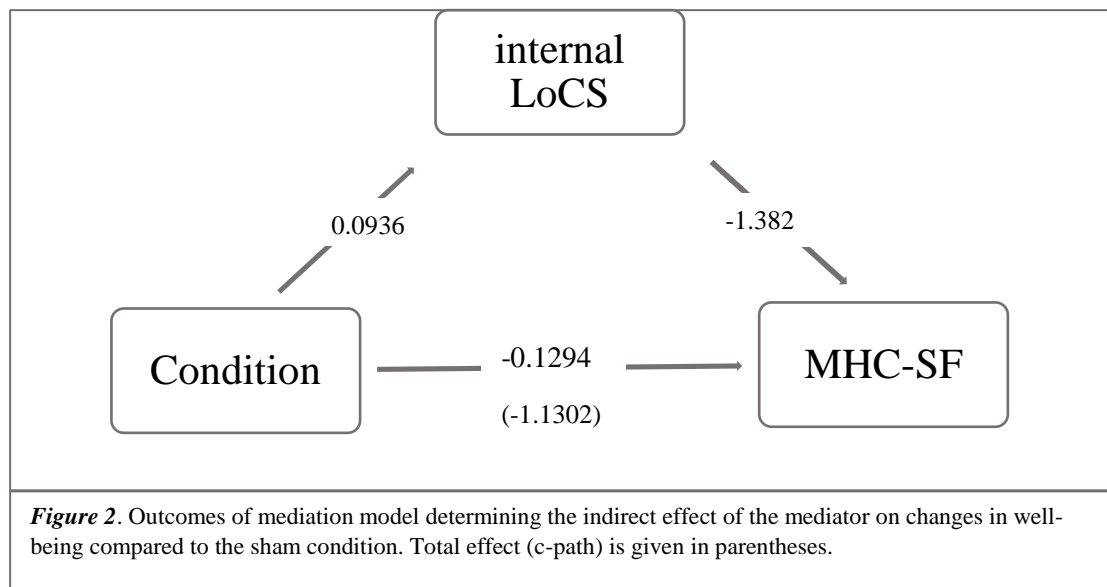 internal
LoCS
0.0936
-1.382
Condition
-0.1294
(-1.1302)
MHC-SF
Figure 2. Outcomes of mediation model determining the indirect effect of the mediator on changes in well-
being compared to the sham condition. Total effect (c-path) is given in parentheses.